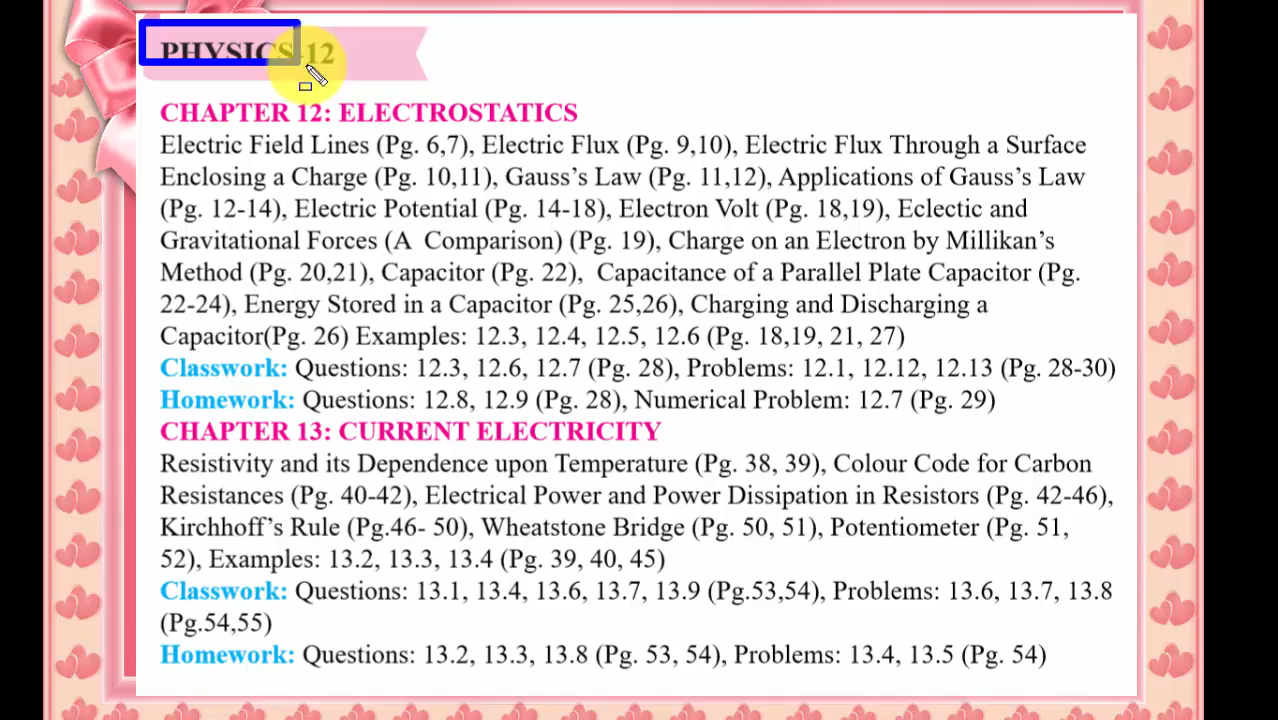 PHYSICS-12
CHAPTER 12: ELECTROSTATICS
Electric Field Lines (Pg. 6,7), Electric Flux (Pg. 9,10), Electric Flux Through a Surface
Enclosing a Charge (Pg. 10,11), Gauss’s Law (Pg. 11,12), Applications of Gauss’s Law
(Pg. 12-14), Electric Potential (Pg. 14-18), Electron Volt (Pg. 18,19), Eclectic and
Gravitational Forces (A Comparison) (Pg. 19), Charge on an Electron by Millikan’s
Method (Pg. 20,21), Capacitor (Pg. 22), Capacitance of a Parallel Plate Capacitor (Pg.
22-24), Energy Stored in a Capacitor (Pg. 25,26), Charging and Discharging a
Capacitor(Pg. 26) Examples: 12.3, 12.4, 12.5, 12.6 (Pg. 18,19, 21, 27)
Classwork: Questions: 12.3, 12.6, 12.7 (Pg. 28), Problems: 12.1, 12.12, 12.13 (Pg. 28-30)
Homework: Questions: 12.8, 12.9 (Pg. 28), Numerical Problem: 12.7 (Pg. 29)
CHAPTER 13: CURRENT ELECTRICITY
Resistivity and its Dependence upon Temperature (Pg. 38, 39), Colour Code for Carbon
Resistances (Pg. 40-42), Electrical Power and Power Dissipation in Resistors (Pg. 42-46),
Kirchhoff’s Rule (Pg.46- 50), Wheatstone Bridge (Pg. 50, 51), Potentiometer (Pg. 51,
52), Examples: 13.2, 13.3, 13.4 (Pg. 39, 40, 45)
Classwork: Questions: 13.1, 13.4, 13.6, 13.7, 13.9 (Pg.53,54), Problems: 13.6, 13.7, 13.8
(Pg.54,55)
Homework: Questions: 13.2, 13.3, 13.8 (Pg. 53, 54), Problems: 13.4, 13.5 (Pg. 54)